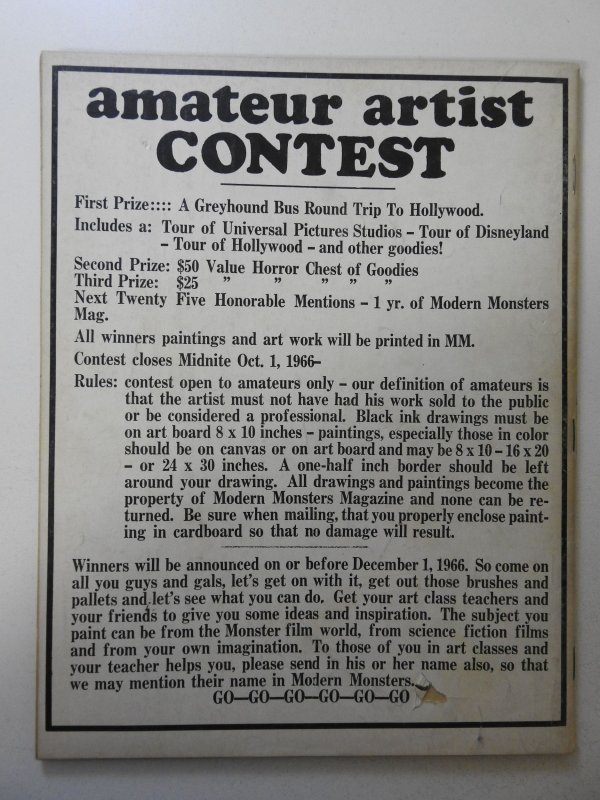 amateur artist
CONTEST
First Prize:::: A Greyhound Bus Round Trip To Hollywood.
Includes a: Tour of Universal Pictures Studios – Tour of Disneyland
– Tour of Hollywood – and other goodies!
Second Prize: $50 Value Horror Chest of Goodies
Third Prize: $25 " " " " "
Next Twenty Five Honorable Mentions – 1 yr. of Modern Monsters
Mag.
All winners paintings and art work will be printed in MM.
Contest closes Midnite Oct. 1, 1966–
Rules: contest open to amateurs only – our definition of amateurs is
that the artist must not have had his work sold to the public
or be considered a professional. Black ink drawings must be
on art board 8 x 10 inches – paintings, especially those in color
should be on canvas or on art board and may be 8 x 10 – 16 x 20
– or 24 x 30 inches. A one-half inch border should be left
around your drawing. All drawings and paintings become the
property of Modern Monsters Magazine and none can be re-
turned. Be sure when mailing, that you properly enclose paint-
ing in cardboard so that no damage will result.
Winners will be announced on or before December 1, 1966. So come on
all you guys and gals, let's get on with it, get out those brushes and
pallets and let's see what you can do. Get your art class teachers and
your friends to give you some ideas and inspiration. The subject you
paint can be from the Monster film world, from science fiction films
and from your own imagination. To those of you in art classes and
your teacher helps you, please send in his or her name also, so that
we may mention their name in Modern Monsters.
GO—GO—GO—GO—GO—GO